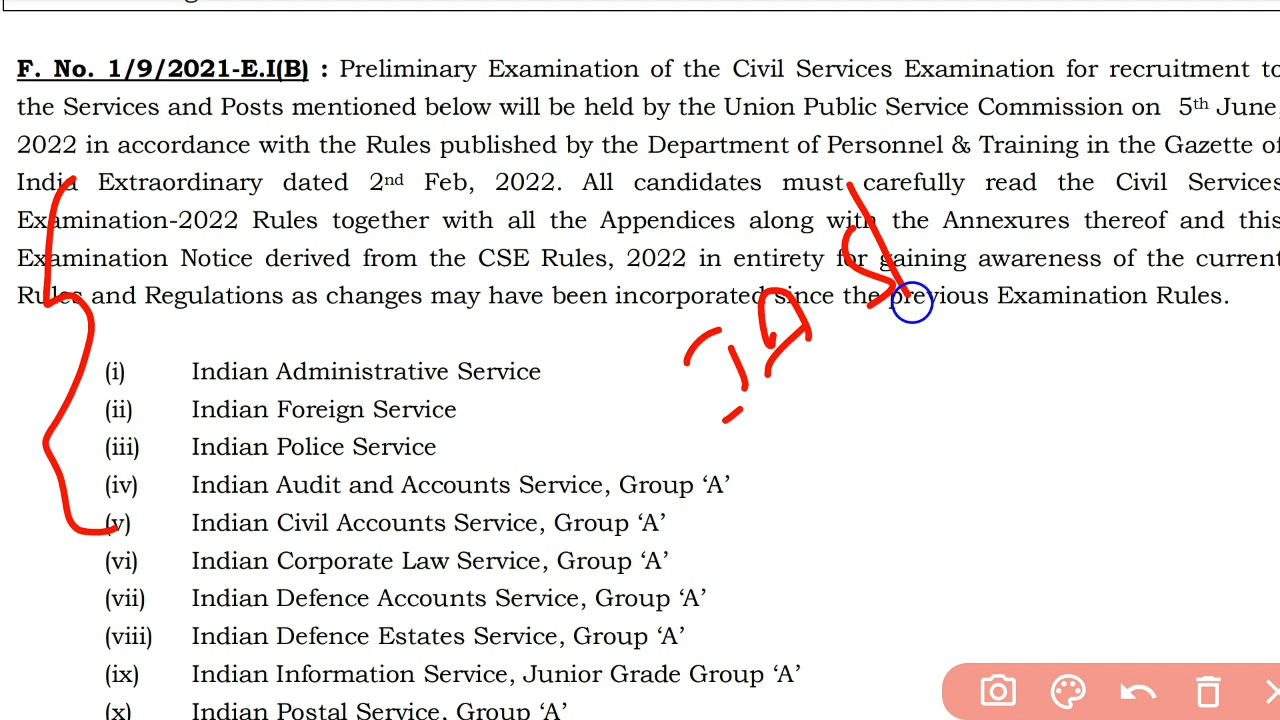 F. No. 1/9/2021-E.I(B) : Preliminary Examination of the Civil Services Examination for recruitment to
the Services and Posts mentioned below will be held by the Union Public Service Commission on 5th June,
2022 in accordance with the Rules published by the Department of Personnel & Training in the Gazette of
India Extraordinary dated 2nd Feb, 2022. All candidates must carefully read the Civil Services
Examination-2022 Rules together with all the Appendices along with the Annexures thereof and this
Examination Notice derived from the CSE Rules, 2022 in entirety for gaining awareness of the current
Rules and Regulations as changes may have been incorporated since the previous Examination Rules.
IAS
(i) Indian Administrative Service
(ii) Indian Foreign Service
(iii) Indian Police Service
(iv) Indian Audit and Accounts Service, Group ‘A’
(v) Indian Civil Accounts Service, Group ‘A’
(vi) Indian Corporate Law Service, Group ‘A’
(vii) Indian Defence Accounts Service, Group ‘A’
(viii) Indian Defence Estates Service, Group ‘A’
(ix) Indian Information Service, Junior Grade Group ‘A’
(x) Indian Postal Service, Group ‘A’